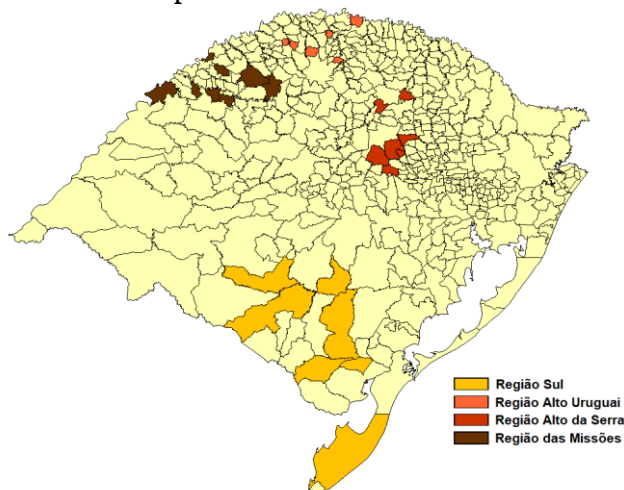 Região Sul
Região Alto Uruguai
Região Alto da Serra
Região das Missões